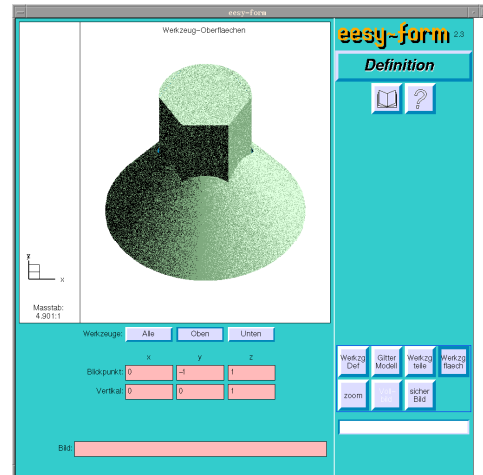 eesy-form
Werkzeug-Oberflaechen
eesy-form 2.3
Definition
?
y
x
Masstab:
4.901:1
Werkzeuge: Alle Oben Unten
x y z
Blickpunkt: 0 -1 1
Vertikal: 0 0 1
Werkzg Def
Gitter Modell
Werkzg teile
Werkzg flaech
zoom
sicher Bild
Bild: